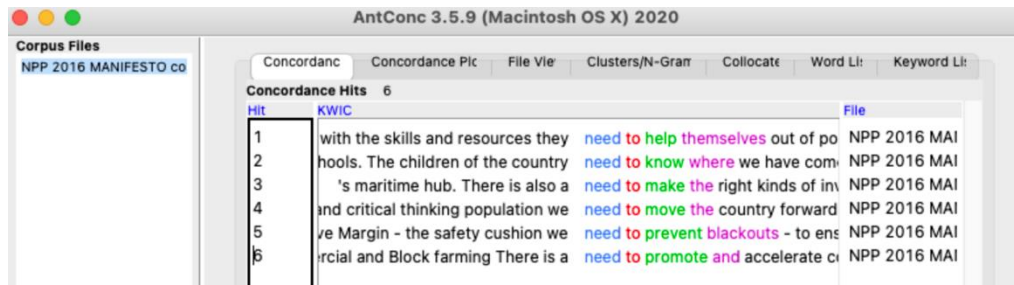 AntConc 3.5.9 (Macintosh OS X) 2020
Corpus Files
NPP 2016 MANIFESTO co
Concordanc Concordance Plc File Vie Clusters/N-Gram Collocate Word Lis Keyword Lis
Concordance Hits 6
Hit KWIC File
1 with the skills and resources they need to help themselves out of po NPP 2016 MAI
2 hools. The children of the country need to know where we have com NPP 2016 MAI
3 's maritime hub. There is also a need to make the right kinds of inv NPP 2016 MAI
4 and critical thinking population we need to move the country forward NPP 2016 MAI
5 ve Margin - the safety cushion we need to prevent blackouts - to ens NPP 2016 MAI
6 ercial and Block farming There is a need to promote and accelerate co NPP 2016 MAI